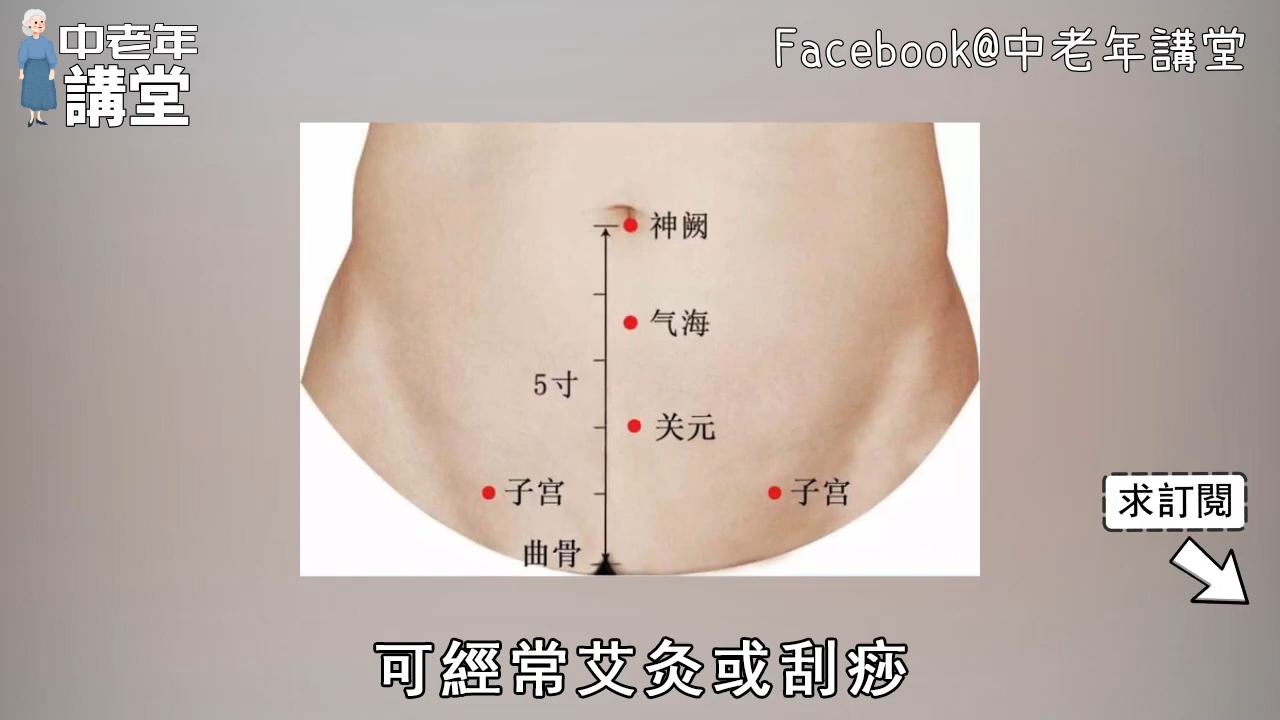 中老年
講堂
Facebook@中老年講堂
神阙
气海
5寸
关元
子宫
子宫
曲骨
求訂閱
可經常艾灸或刮痧